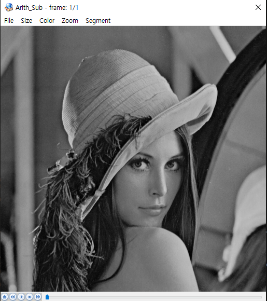 Arith_Sub - frame: 1/1
File Size Color Zoom Segment